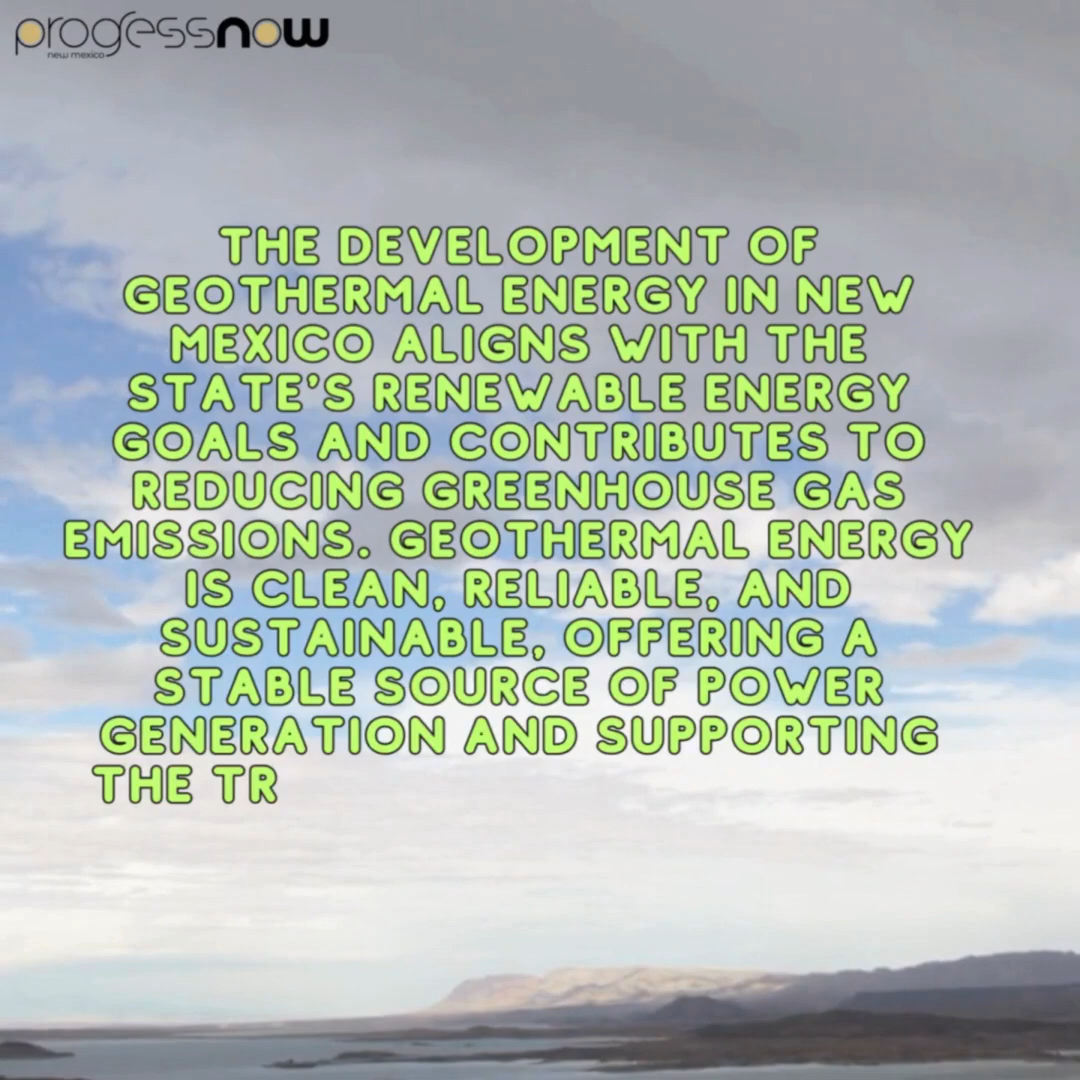 progressnow
new mexico
THE DEVELOPMENT OF
GEOTHERMAL ENERGY IN NEW
MEXICO ALIGNS WITH THE
STATE'S RENEWABLE ENERGY
GOALS AND CONTRIBUTES TO
REDUCING GREENHOUSE GAS
EMISSIONS. GEOTHERMAL ENERGY
IS CLEAN, RELIABLE, AND
SUSTAINABLE, OFFERING A
STABLE SOURCE OF POWER
GENERATION AND SUPPORTING
THE TR